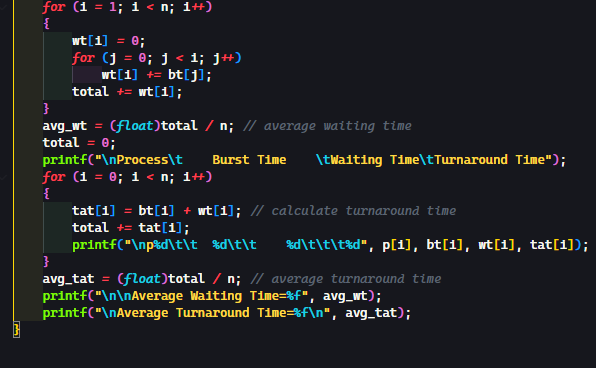 for (i = 1; i < n; i++)
{
wt[i] = 0;
for (j = 0; j < i; j++)
wt[i] += bt[j];
total += wt[i];
}
avg_wt = (float)total / n; // average waiting time
total = 0;
printf("\nProcess\t    Burst Time    \tWaiting Time\tTurnaround Time");
for (i = 0; i < n; i++)
{
tat[i] = bt[i] + wt[i]; // calculate turnaround time
total += tat[i];
printf("\np%d\t\t  %d\t\t    %d\t\t\t%d", p[i], bt[i], wt[i], tat[i]);
}
avg_tat = (float)total / n; // average turnaround time
printf("\n\nAverage Waiting Time=%f", avg_wt);
printf("\nAverage Turnaround Time=%f\n", avg_tat);
}